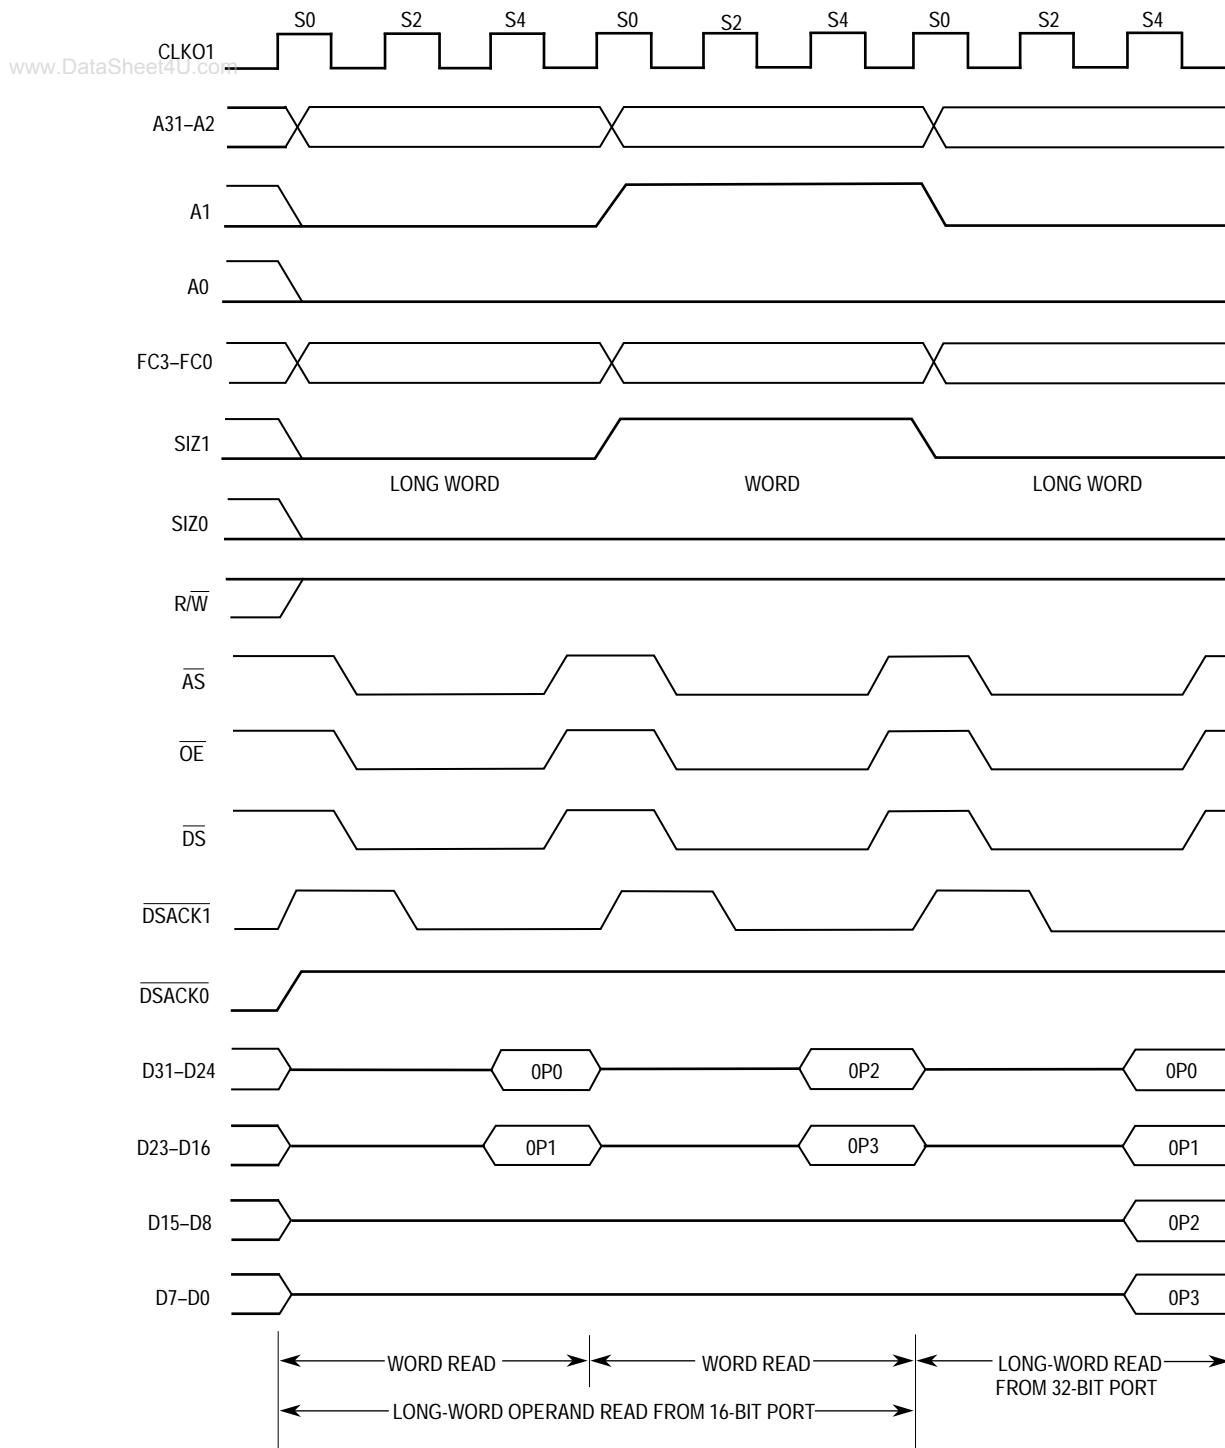 S0 S2 S4 S0 S2 S4 S0 S2 S4
CLKO1
www.DataSheet4U.com
A31–A2
A1
A0
FC3–FC0
SIZ1
LONG WORD WORD LONG WORD
SIZ0
R/W
AS
OE
DS
DSACK1
DSACK0
D31–D24 0P0 0P2 0P0
D23–D16 0P1 0P3 0P1
D15–D8 0P2
D7–D0 0P3
WORD READ WORD READ LONG-WORD READ
FROM 32-BIT PORT
LONG-WORD OPERAND READ FROM 16-BIT PORT